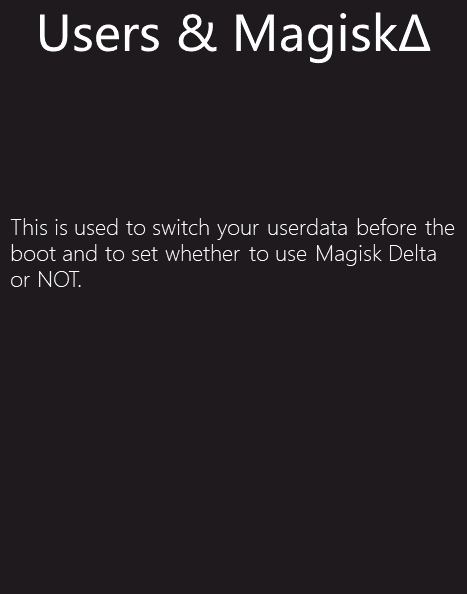 Users & MagiskΔ
This is used to switch your userdata before the
boot and to set whether to use Magisk Delta
or NOT.